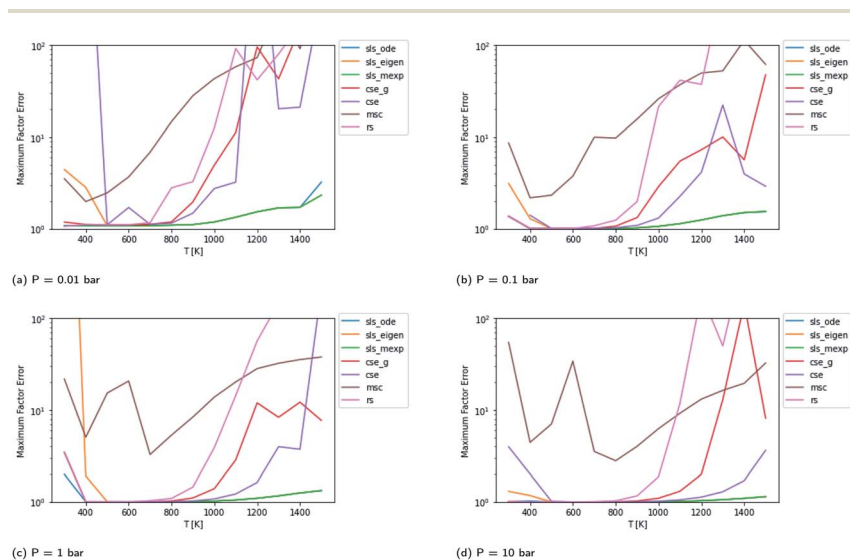 10²
10¹
10⁰
Maximum Factor Error
400 600 800 1000 1200 1400
T [K]
sls_ode
sls_eigen
sls_mexp
cse_g
cse
msc
rs
(a) P = 0.01 bar
10²
10¹
10⁰
Maximum Factor Error
400 600 800 1000 1200 1400
T [K]
sls_ode
sls_eigen
sls_mexp
cse_g
cse
msc
rs
(b) P = 0.1 bar
10²
10¹
10⁰
Maximum Factor Error
400 600 800 1000 1200 1400
T [K]
sls_ode
sls_eigen
sls_mexp
cse_g
cse
msc
rs
(c) P = 1 bar
10²
10¹
10⁰
Maximum Factor Error
400 600 800 1000 1200 1400
T [K]
sls_ode
sls_eigen
sls_mexp
cse_g
cse
msc
rs
(d) P = 10 bar